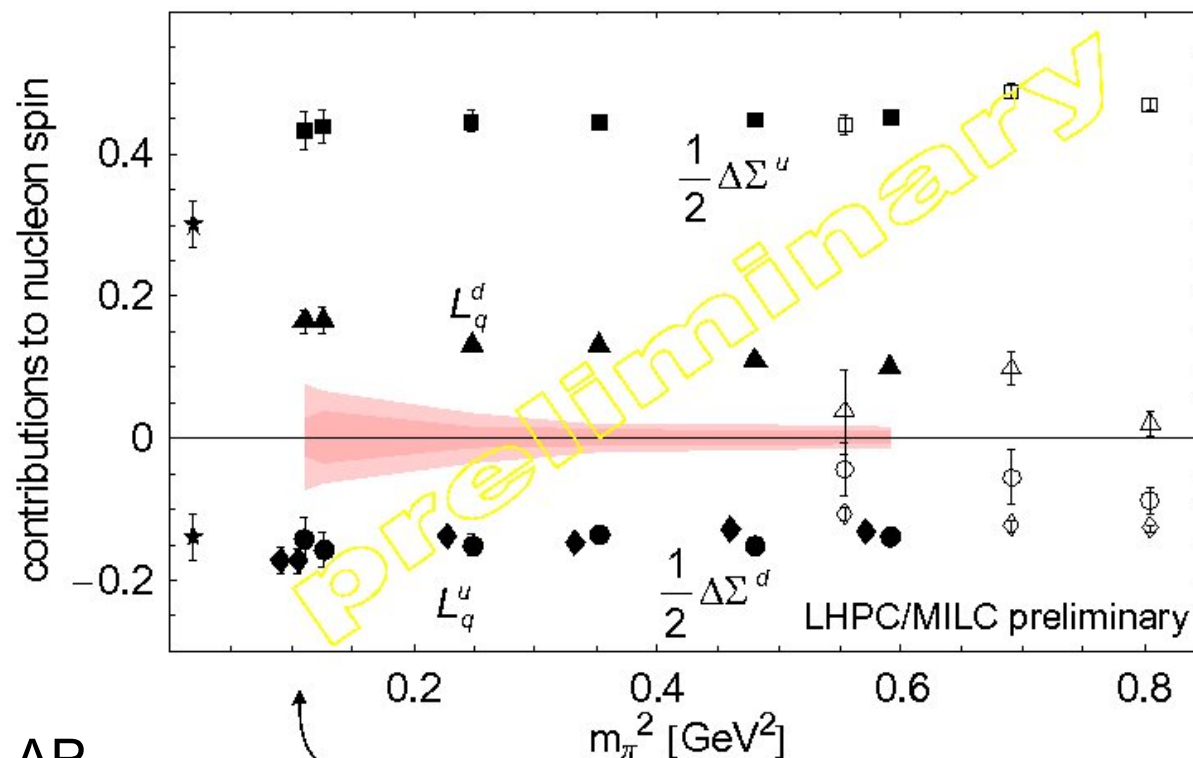 contributions to nucleon spin
0.4
0.2
0
−0.2
1/2 ΔΣ^u
L_q^d
preliminary
L_q^u
1/2 ΔΣ^d
LHPC/MILC preliminary
0.2 0.4 0.6 0.8
m_π^2 [GeV^2]